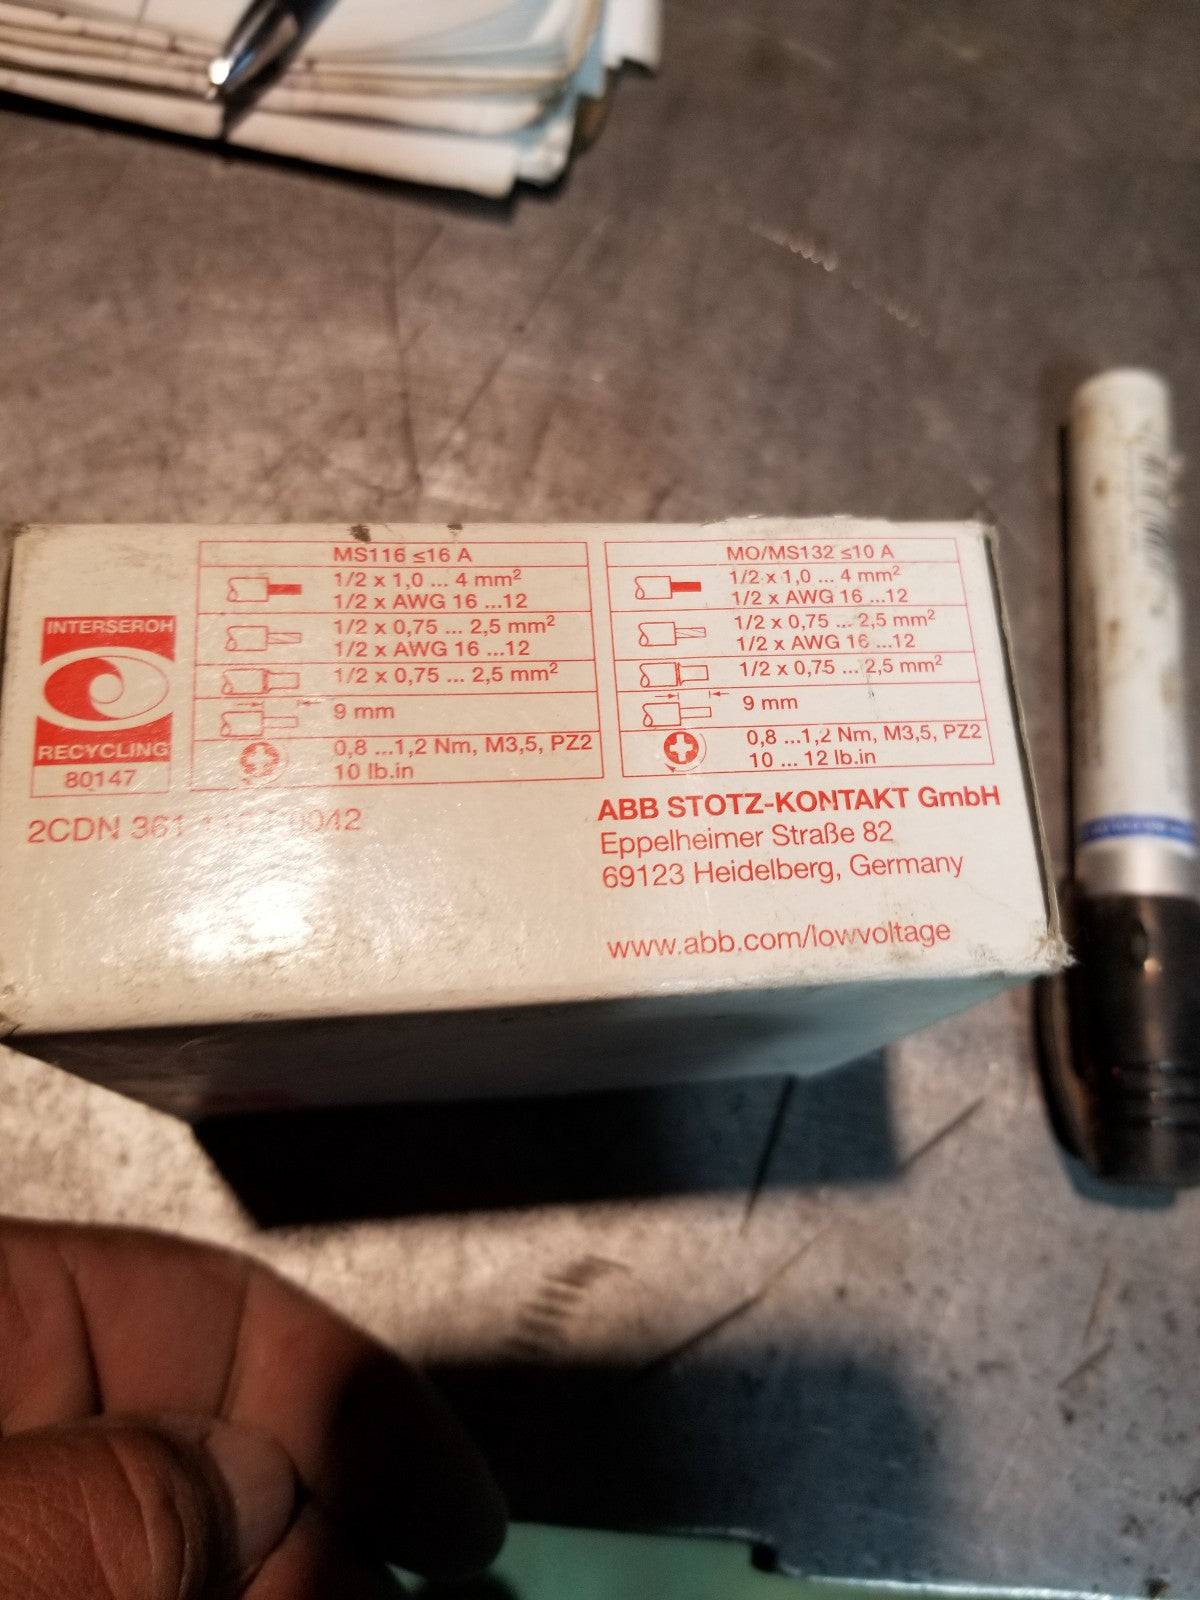 INTERSEROH
RECYCLING
80147
MS116 ≤16 A
1/2 x 1,0 ... 4 mm²
1/2 x AWG 16 ...12
1/2 x 0,75 ... 2,5 mm²
1/2 x AWG 16 ...12
1/2 x 0,75 ... 2,5 mm²
9 mm
0,8 ...1,2 Nm, M3,5, PZ2
10 lb.in
MO/MS132 ≤10 A
1/2 x 1,0 ... 4 mm²
1/2 x AWG 16 ...12
1/2 x 0,75 ... 2,5 mm²
1/2 x AWG 16 ...12
1/2 x 0,75 ... 2,5 mm²
9 mm
0,8 ...1,2 Nm, M3,5, PZ2
10 ... 12 lb.in
2CDN 361 0042
ABB STOTZ-KONTAKT GmbH
Eppelheimer Straße 82
69123 Heidelberg, Germany
www.abb.com/lowvoltage